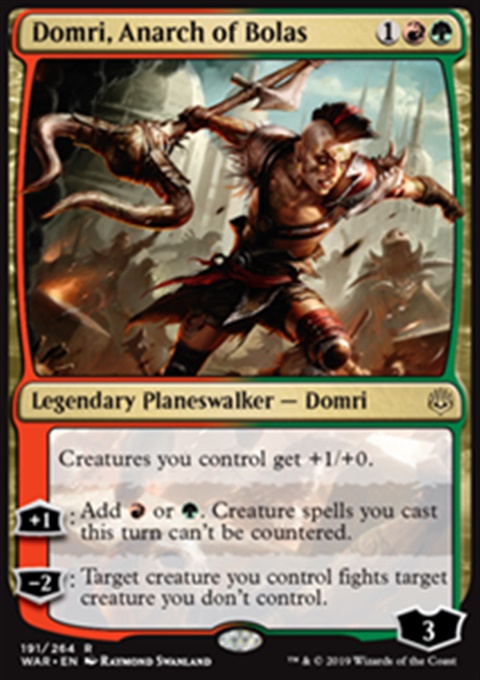 Domri, Anarch of Bolas 1
Legendary Planeswalker — Domri
Creatures you control get +1/+0.
+1 : Add or . Creature spells you cast
this turn can't be countered.
−2 : Target creature you control fights target
creature you don't control.
3
191/264 R
WAR • EN Raymond Swanland
™ & © 2019 Wizards of the Coast